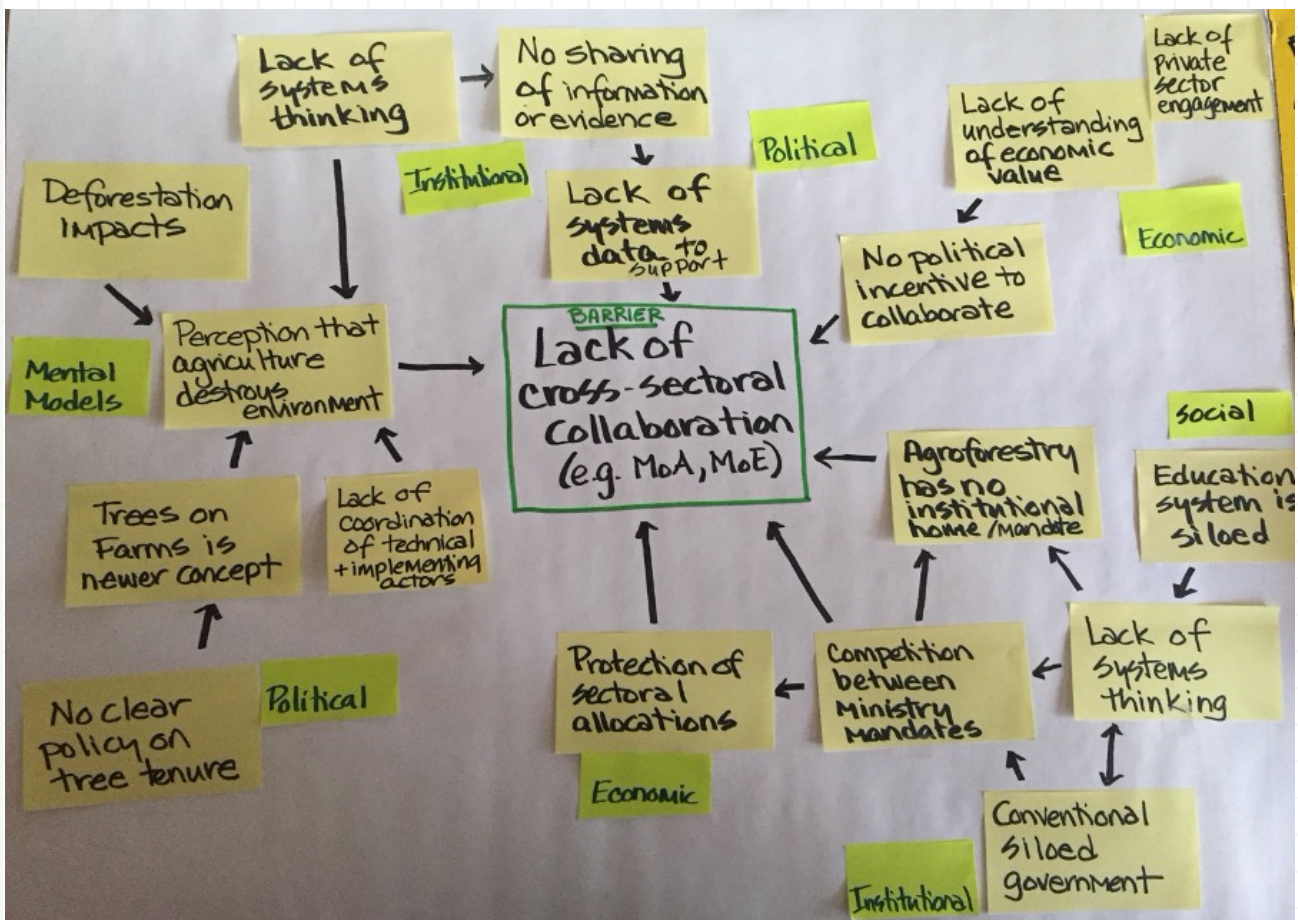 Lack of
systems
thinking
No sharing
of information
or evidence
Lack of
private
sector
engagement
Lack of
understanding
of economic
value
Political
Institutional
Deforestation
impacts
Lack of
systems
data to
support
Economic
No political
incentive to
collaborate
Perception that
agriculture
destroys
environment
Mental
Models
BARRIER
Lack of
cross-sectoral
collaboration
(e.g. MoA, MoE)
Social
Agroforestry
has no
institutional
home/Mandate
Education
system is
siloed
Trees on
Farms is
newer concept
Lack of
coordination
of technical
+ implementing
actors
No clear
policy on
tree tenure
Political
Protection of
sectoral
allocations
Economic
Competition
between
Ministry
Mandates
Lack of
systems
thinking
Conventional
siloed
government
Institutional